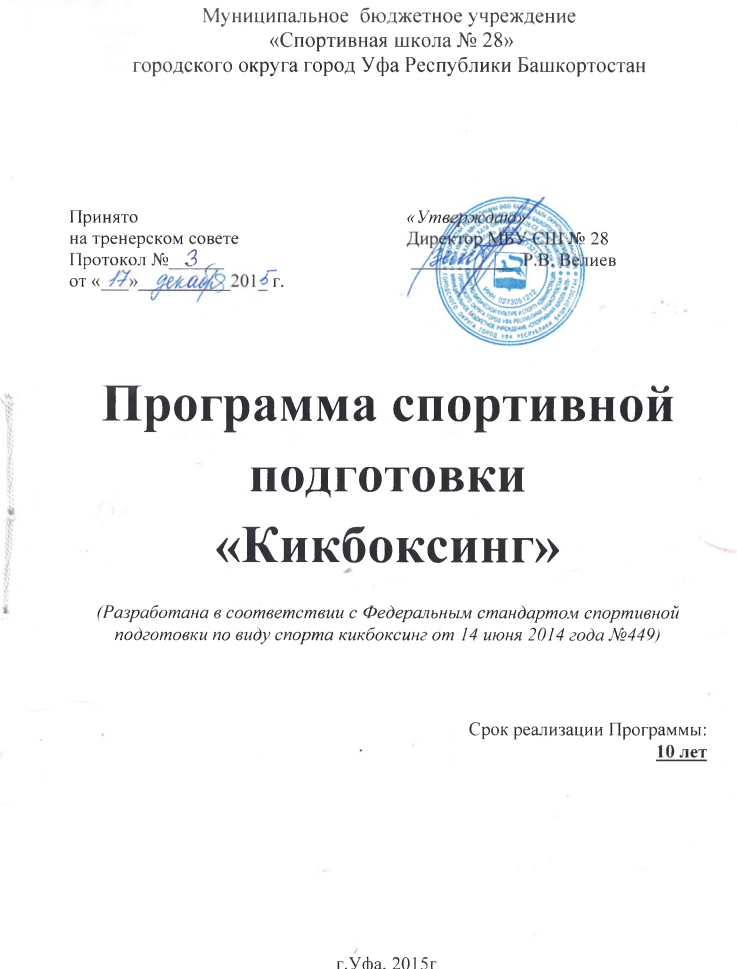 Муниципальное бюджетное учреждение
«Спортивная школа № 28»
городского округа город Уфа Республики Башкортостан
Принято
на тренерском совете
Протокол № 3
от «17» декабря 2015 г.
«Утверждаю»
Директор МБУ СШ № 28
Р.В. Велиев
ИНН 0273051212
Программа спортивной
подготовки
«Кикбоксинг»
(Разработана в соответствии с Федеральным стандартом спортивной
подготовки по виду спорта кикбоксинг от 14 июня 2014 года №449)
Срок реализации Программы:
10 лет
г.Уфа, 2015г